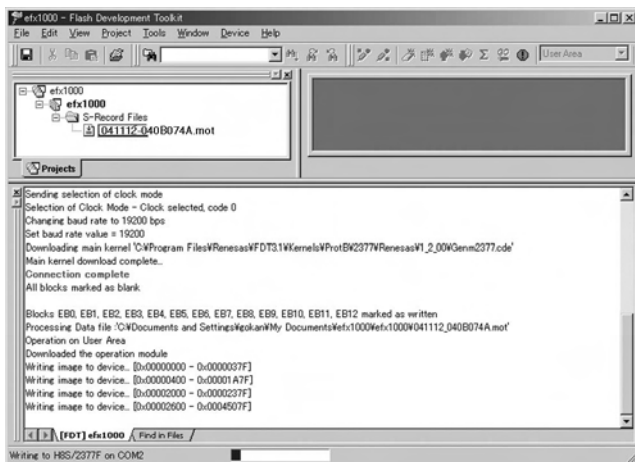 efx1000 - Flash Development Toolkit
File Edit View Project Tools Window Device Help
User Area
efx1000
efx1000
S-Record Files
041112-040B074A.mot
Projects
Sending selection of clock mode
Selection of Clock Mode - Clock selected, code 0
Changing baud rate to 19200 bps
Set baud rate value = 19200
Downloading main kernel 'C:¥Program Files¥Renesas¥FDT3.1¥Kernels¥ProtB¥2377¥Renesas¥1_2_00¥Genm2377.cde'
Main kernel download complete...
Connection complete
All blocks marked as blank
Blocks EB0, EB1, EB2, EB3, EB4, EB5, EB6, EB7, EB8, EB9, EB10, EB11, EB12 marked as written
Processing Data file :'C:¥Documents and Settings¥gokan¥My Documents¥efx1000¥efx1000¥041112_040B074A.mot'
Operation on User Area
Downloaded the operation module
Writing image to device... [0x00000000 - 0x0000037F]
Writing image to device... [0x00000400 - 0x00001A7F]
Writing image to device... [0x00002000 - 0x0000237F]
Writing image to device... [0x00002600 - 0x0004507F]
[FDT] efx1000 Find in Files
Writing to H8S/2377F on COM2